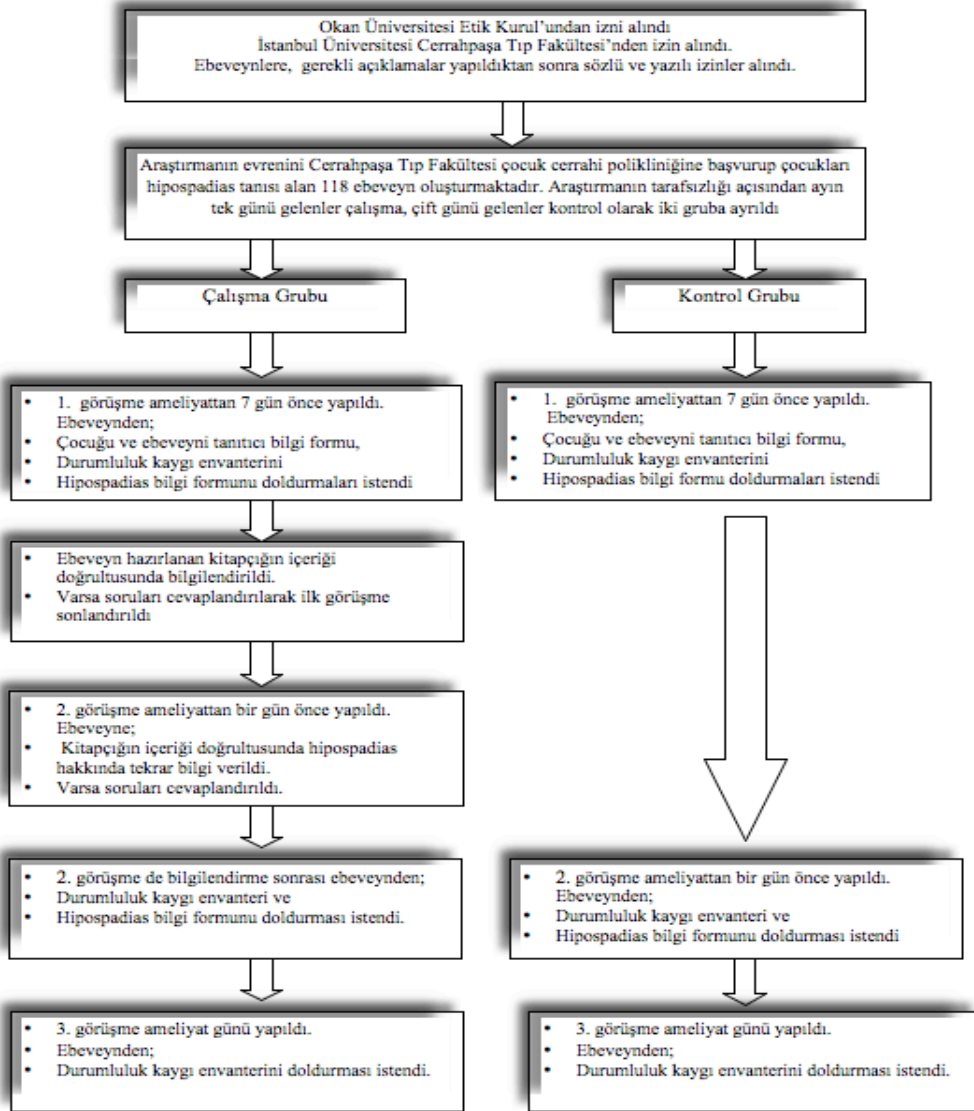 Okan Üniversitesi Etik Kurul’undan izni alındı
İstanbul Üniversitesi Cerrahpaşa Tıp Fakültesi’nden izin alındı.
Ebeveynlere, gerekli açıklamalar yapıldıktan sonra sözlü ve yazılı izinler alındı.
Araştırmanın evrenini Cerrahpaşa Tıp Fakültesi çocuk cerrahi polikliniğine başvurup çocukları
hipospadias tanısı alan 118 ebeveyn oluşturmaktadır. Araştırmanın tarafsızlığı açısından ayın
tek günü gelenler çalışma, çift günü gelenler kontrol olarak iki gruba ayrıldı
Çalışma Grubu
• 1. görüşme ameliyattan 7 gün önce yapıldı.
Ebeveynden;
• Çocuğu ve ebeveyni tanıtıcı bilgi formu,
• Durumluluk kaygı envanterini
• Hipospadias bilgi formunu doldurmaları istendi
• Ebeveyn hazırlanan kitapçığın içeriği
doğrultusunda bilgilendirildi.
• Varsa soruları cevaplandırılarak ilk görüşme
sonlandırıldı
• 2. görüşme ameliyattan bir gün önce yapıldı.
Ebeveyne;
• Kitapçığın içeriği doğrultusunda hipospadias
hakkında tekrar bilgi verildi.
• Varsa soruları cevaplandırıldı.
• 2. görüşme de bilgilendirme sonrası ebeveynden;
• Durumluluk kaygı envanteri ve
• Hipospadias bilgi formunu doldurması istendi.
• 3. görüşme ameliyat günü yapıldı.
• Ebeveynden;
• Durumluluk kaygı envanterini doldurması istendi.
Kontrol Grubu
• 1. görüşme ameliyattan 7 gün önce yapıldı.
Ebeveynden;
• Çocuğu ve ebeveyni tanıtıcı bilgi formu,
• Durumluluk kaygı envanterini
• Hipospadias bilgi formu doldurmaları istendi
• 2. görüşme ameliyattan bir gün önce yapıldı.
Ebeveynden;
• Durumluluk kaygı envanteri ve
• Hipospadias bilgi formunu doldurması istendi
• 3. görüşme ameliyat günü yapıldı.
• Ebeveynden;
• Durumluluk kaygı envanterini doldurması istendi.